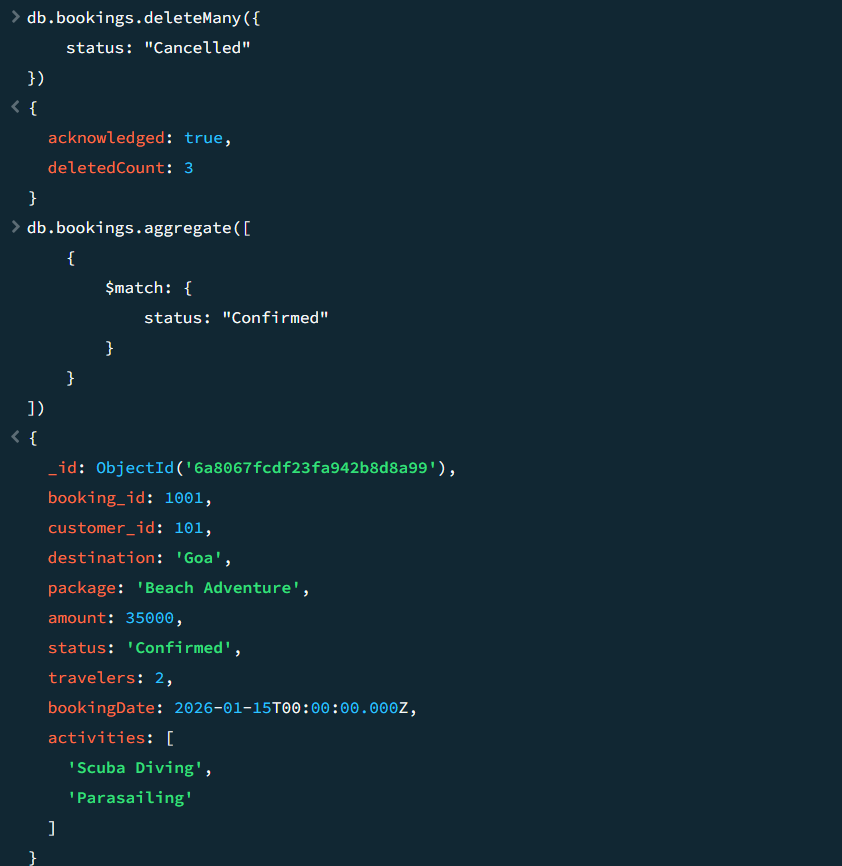 > db.bookings.deleteMany({
status: "Cancelled"
})
< {
acknowledged: true,
deletedCount: 3
}
> db.bookings.aggregate([
{
$match: {
status: "Confirmed"
}
}
])
< {
_id: ObjectId('6a8067fcdf23fa942b8d8a99'),
booking_id: 1001,
customer_id: 101,
destination: 'Goa',
package: 'Beach Adventure',
amount: 35000,
status: 'Confirmed',
travelers: 2,
bookingDate: 2026-01-15T00:00:00.000Z,
activities: [
'Scuba Diving',
'Parasailing'
]
}